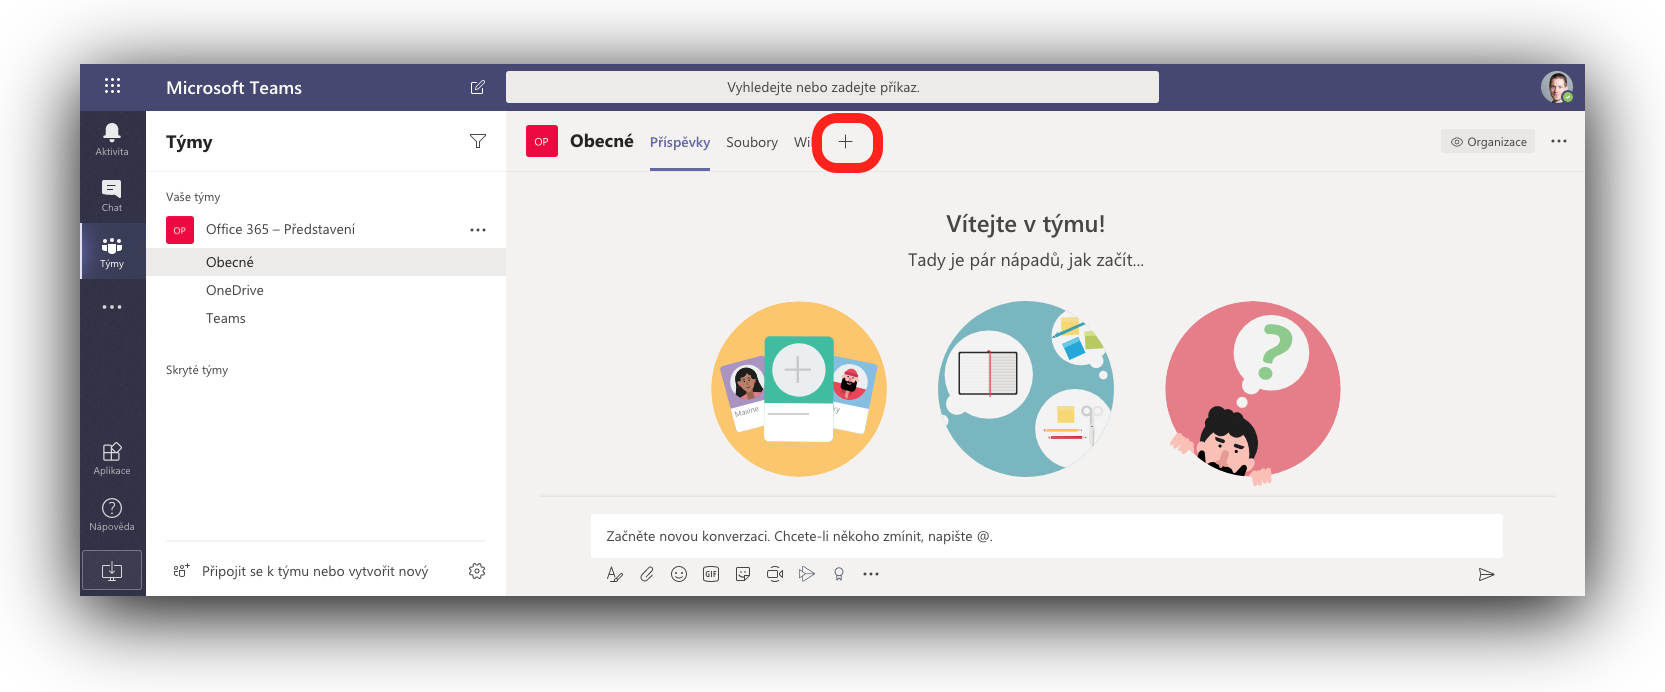 Microsoft Teams
Vyhledejte nebo zadejte příkaz.
Aktivita
Chat
Týmy
Aplikace
Nápověda
Týmy
Vaše týmy
OP
Office 365 – Představení
Obecné
OneDrive
Teams
Skryté týmy
Připojit se k týmu nebo vytvořit nový
OP Obecné Příspěvky Soubory
Organizace
Vítejte v týmu!
Tady je pár nápadů, jak začít...
Maxine
?
Začněte novou konverzaci. Chcete-li někoho zmínit, napište @.
GIF